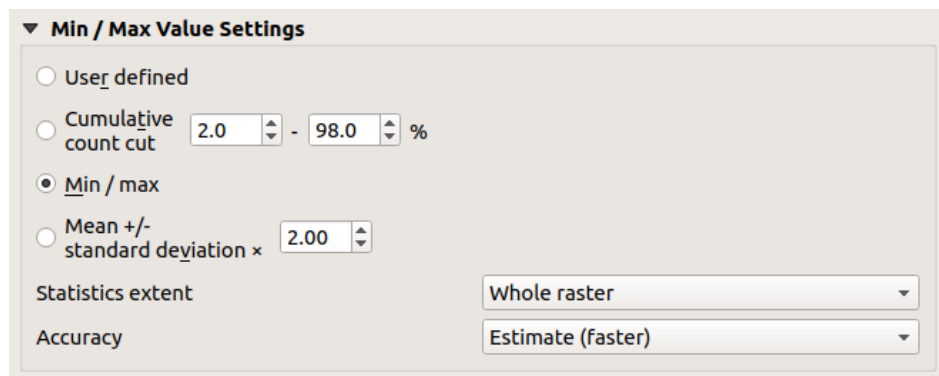 Min / Max Value Settings
User defined
Cumulative
count cut 2.0 - 98.0 %
Min / max
Mean +/-
standard deviation × 2.00
Statistics extent Whole raster
Accuracy Estimate (faster)